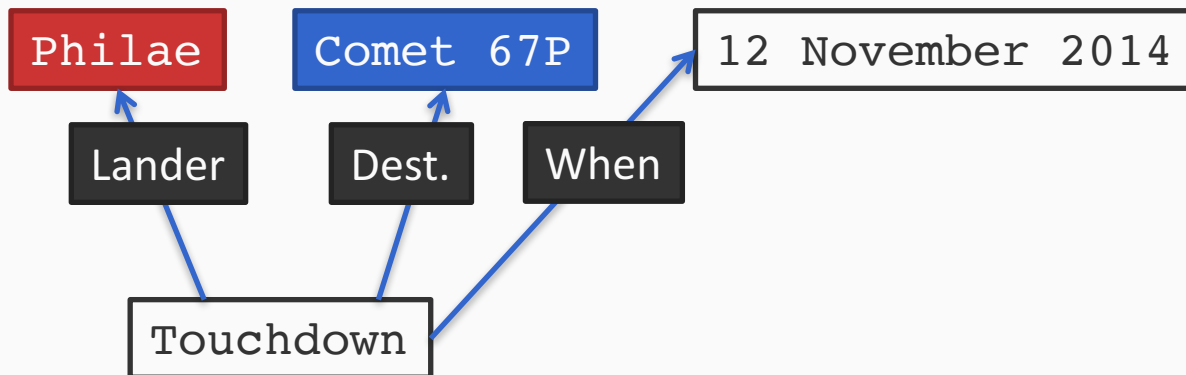 Philae
Comet 67P
12 November 2014
Lander
Dest.
When
Touchdown